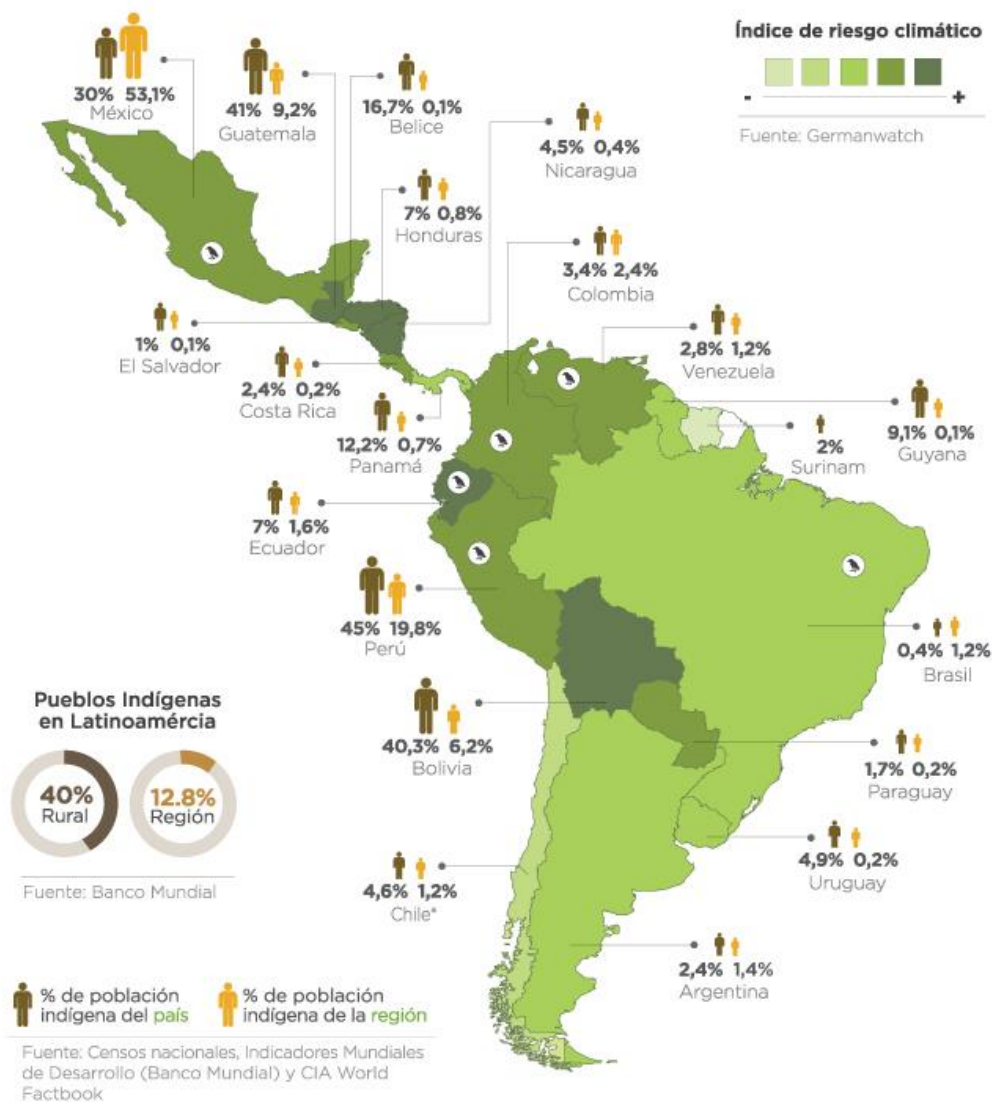 Índice de riesgo climático
- +
Fuente: Germanwatch
30% 53,1%
México
41% 9,2%
Guatemala
16,7% 0,1%
Belice
4,5% 0,4%
Nicaragua
7% 0,8%
Honduras
3,4% 2,4%
Colombia
1% 0,1%
El Salvador
2,8% 1,2%
Venezuela
2,4% 0,2%
Costa Rica
12,2% 0,7%
Panamá
2%
Surinam
9,1% 0,1%
Guyana
7% 1,6%
Ecuador
45% 19,8%
Perú
0,4% 1,2%
Brasil
Pueblos Indígenas
en Latinoamércia
40%
Rural
12.8%
Región
Fuente: Banco Mundial
40,3% 6,2%
Bolivia
1,7% 0,2%
Paraguay
4,9% 0,2%
Uruguay
4,6% 1,2%
Chile*
2,4% 1,4%
Argentina
% de población
indígena del país
% de población
indígena de la región
Fuente: Censos nacionales, Indicadores Mundiales
de Desarrollo (Banco Mundial) y CIA World
Factbook